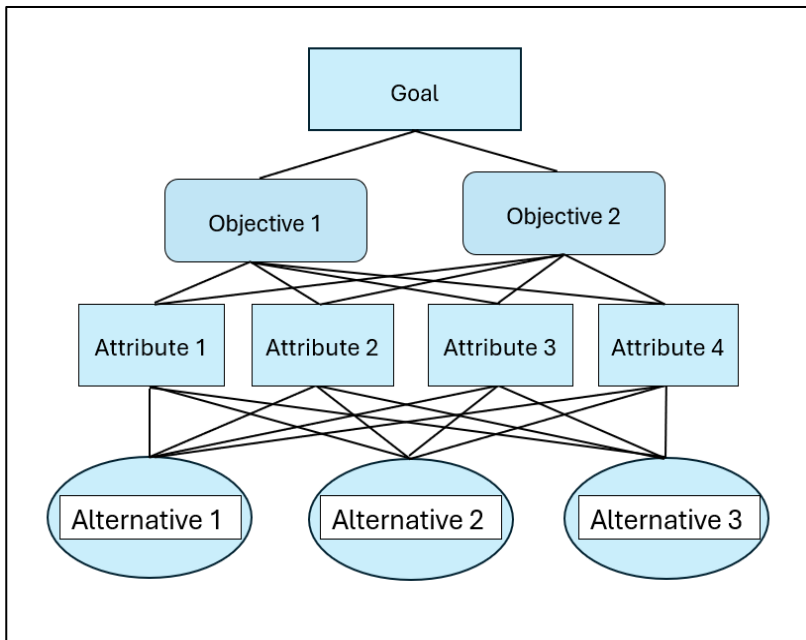 Goal
Objective 1
Objective 2
Attribute 1
Attribute 2
Attribute 3
Attribute 4
Alternative 1
Alternative 2
Alternative 3